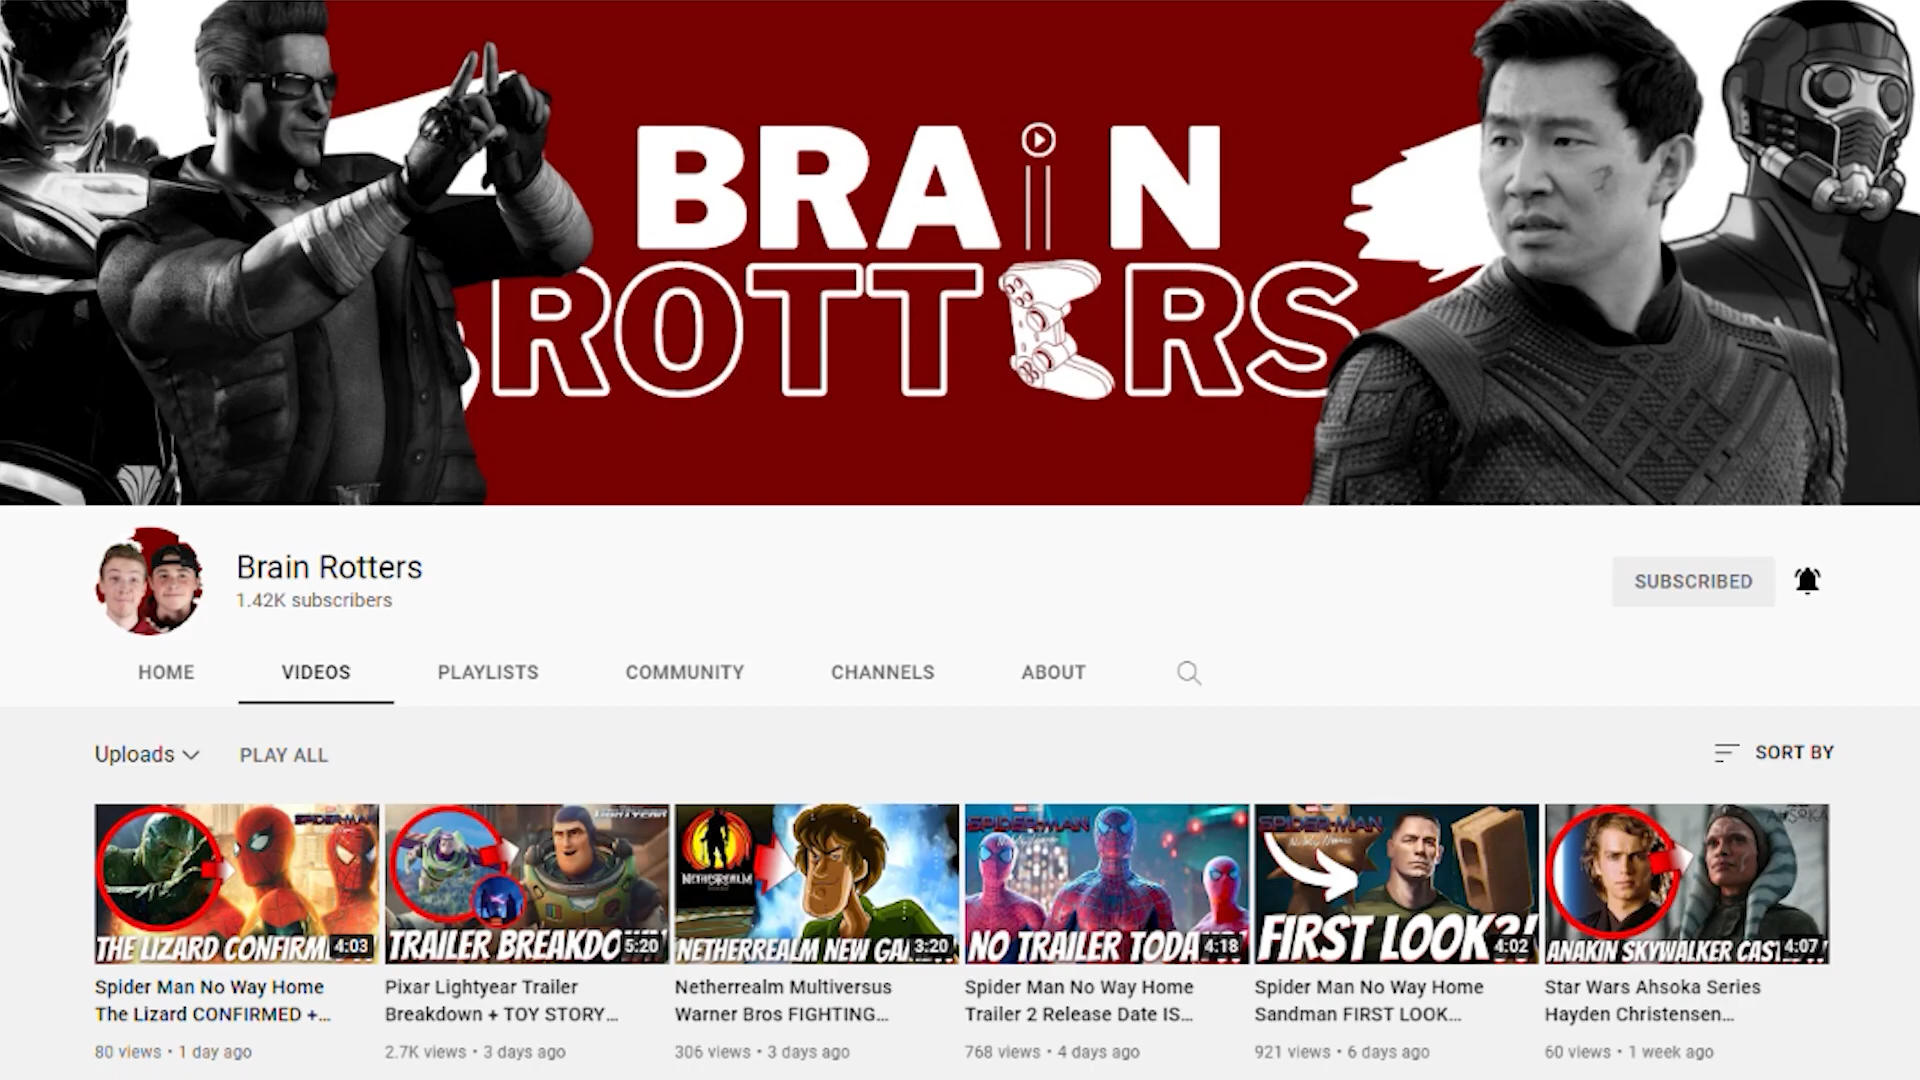 BRAIN
ROTTERS
Brain Rotters
1.42K subscribers
SUBSCRIBED
HOME
VIDEOS
PLAYLISTS
COMMUNITY
CHANNELS
ABOUT
Uploads
PLAY ALL
SORT BY
SPIDER-MAN
THE LIZARD CONFIRM
4:03
Spider Man No Way Home
The Lizard CONFIRMED +...
80 views • 1 day ago
LIGHTYEAR
TRAILER BREAKDO
5:20
Pixar Lightyear Trailer
Breakdown + TOY STORY...
2.7K views • 3 days ago
NETHERREALM
NETHERREALM NEW GA
3:20
Netherrealm Multiversus
Warner Bros FIGHTING...
306 views • 3 days ago
SPIDER-MAN
NO TRAILER TODA
4:18
Spider Man No Way Home
Trailer 2 Release Date IS...
768 views • 4 days ago
SPIDER-MAN
FIRST LOOK?!
4:02
Spider Man No Way Home
Sandman FIRST LOOK...
921 views • 6 days ago
AHSOKA
ANAKIN SKYWALKER CAST
4:07
Star Wars Ahsoka Series
Hayden Christensen...
60 views • 1 week ago